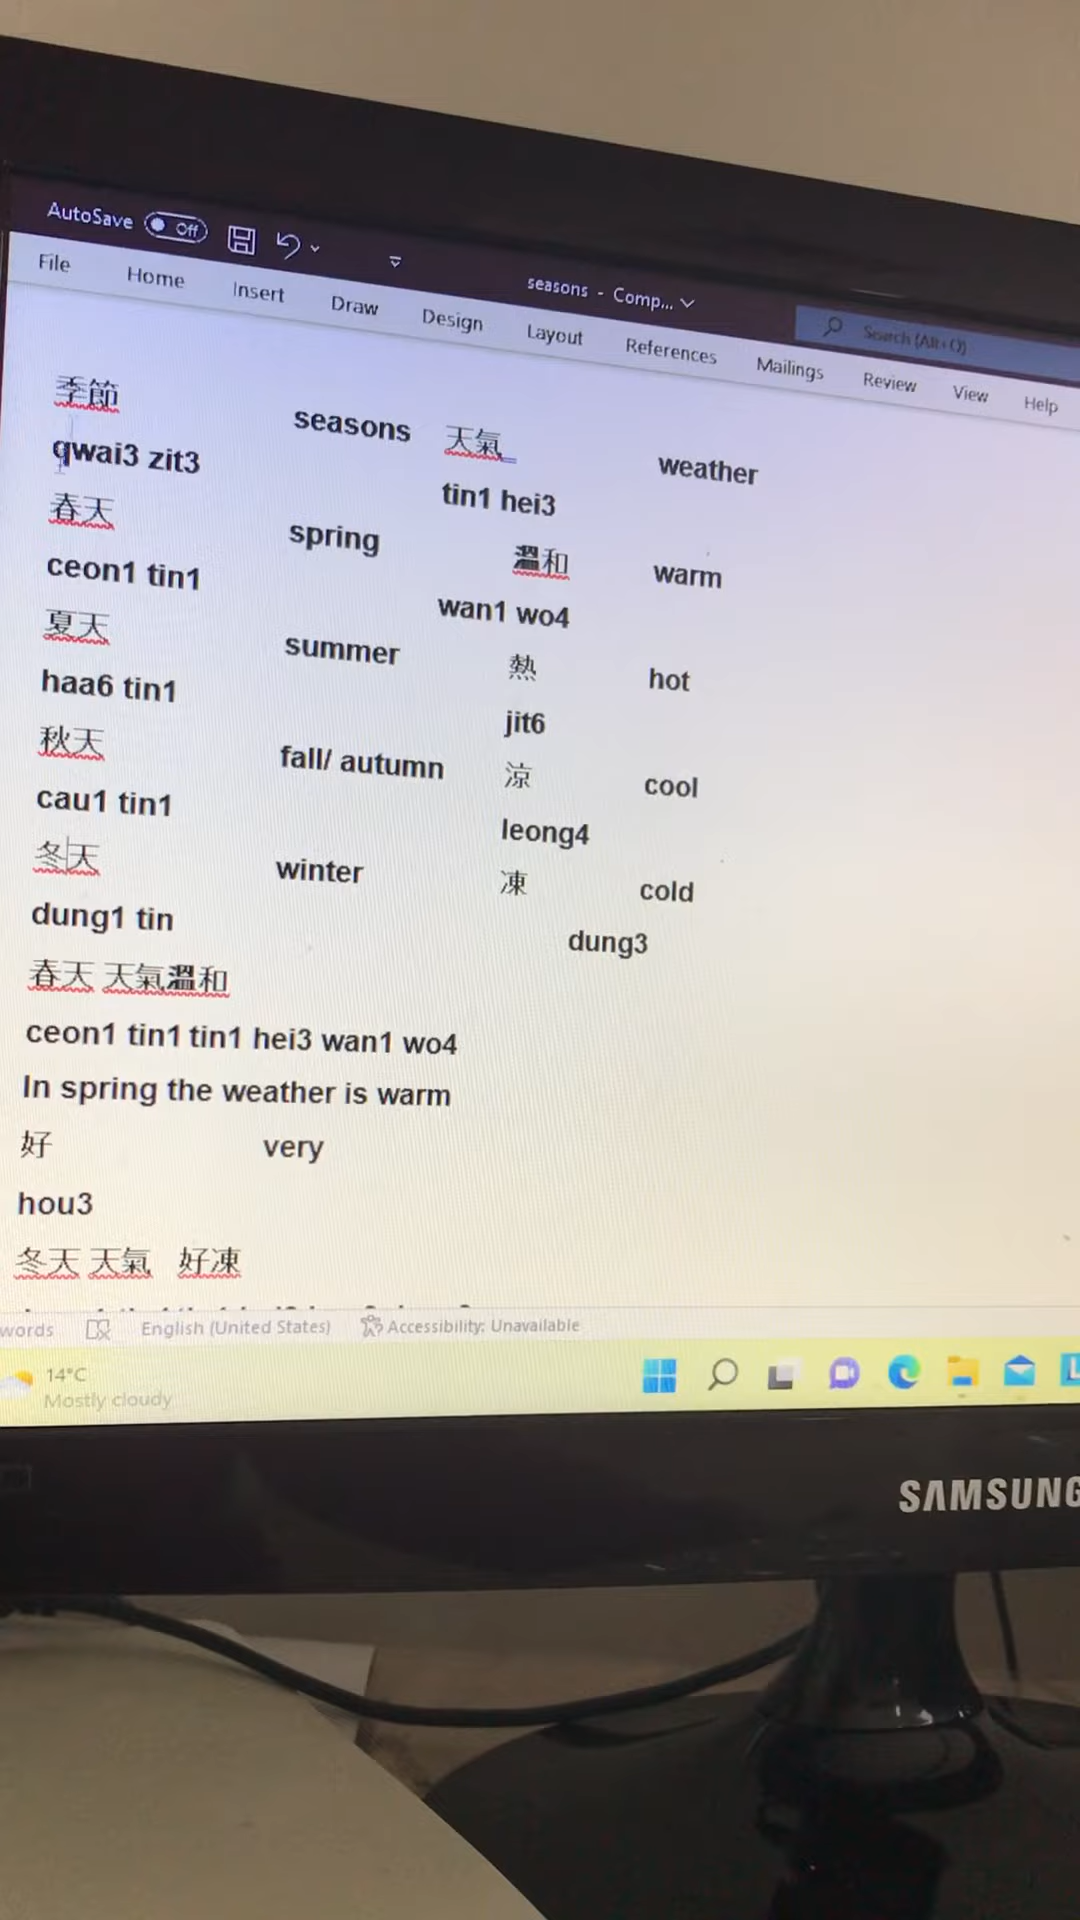 AutoSave Off seasons - Comp...
Search (Alt+Q)
File Home Insert Draw Design Layout References Mailings Review View Help
季節 seasons 天氣 weather
qwai3 zit3 tin1 hei3
春天 spring 溫和 warm
ceon1 tin1 wan1 wo4
夏天 summer 熱 hot
haa6 tin1 jit6
秋天 fall/ autumn 涼 cool
cau1 tin1 leong4
冬天 winter 凍 cold
dung1 tin dung3
春天 天氣溫和
ceon1 tin1 tin1 hei3 wan1 wo4
In spring the weather is warm
好 very
hou3
冬天 天氣 好凍
words English (United States) Accessibility: Unavailable
14°C
Mostly cloudy
SAMSUNG